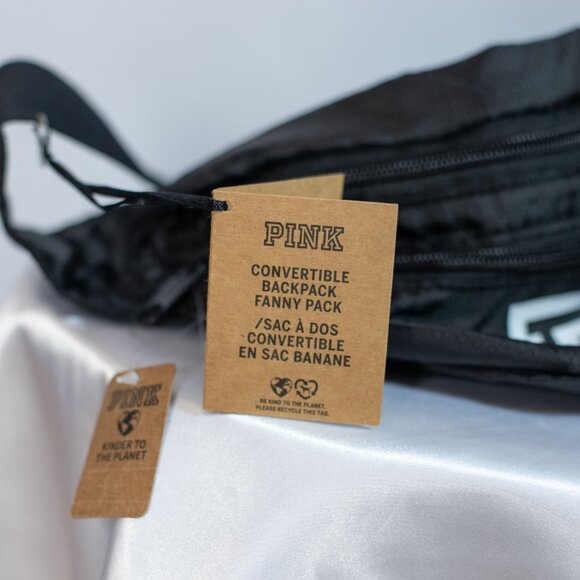 PINK
CONVERTIBLE
BACKPACK
FANNY PACK
/SAC À DOS
CONVERTIBLE
EN SAC BANANE
BE KIND TO THE PLANET.
PLEASE RECYCLE THIS TAG.
PINK
KINDER TO
THE PLANET